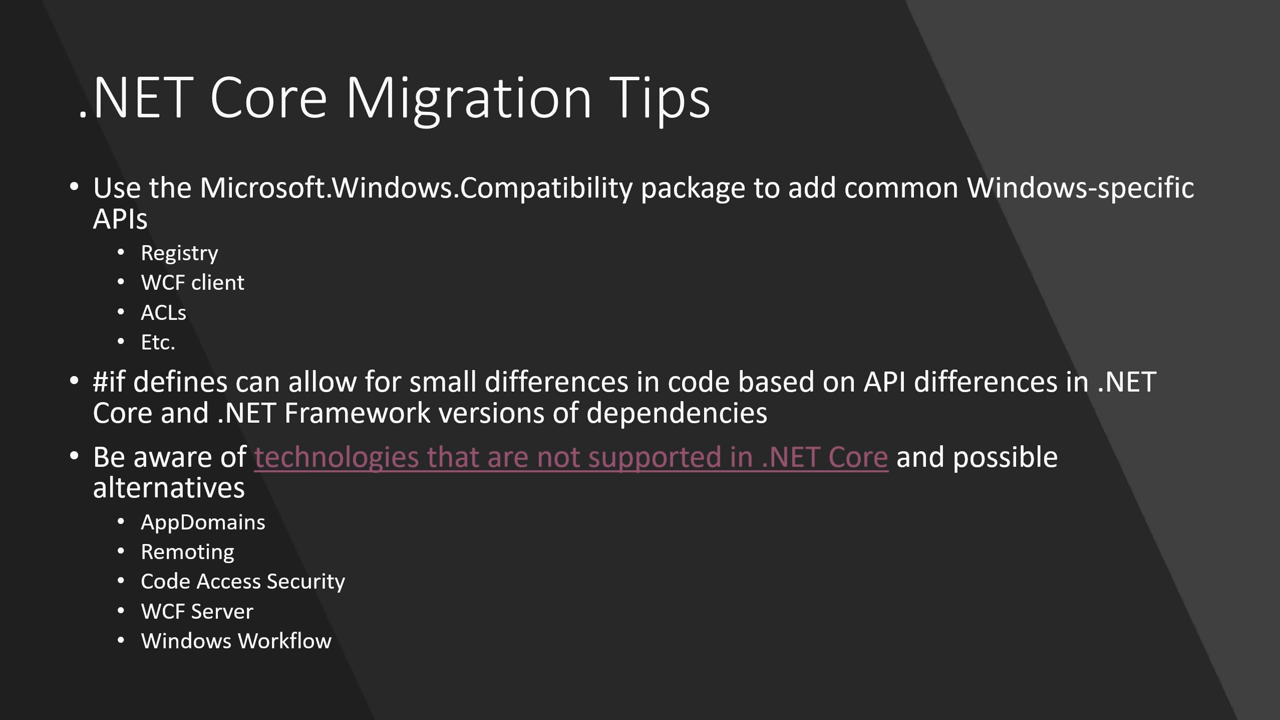 .NET Core Migration Tips
• Use the Microsoft.Windows.Compatibility package to add common Windows-specific
APIs
• Registry
• WCF client
• ACLs
• Etc.
• #if defines can allow for small differences in code based on API differences in .NET
Core and .NET Framework versions of dependencies
• Be aware of technologies that are not supported in .NET Core and possible
alternatives
• AppDomains
• Remoting
• Code Access Security
• WCF Server
• Windows Workflow